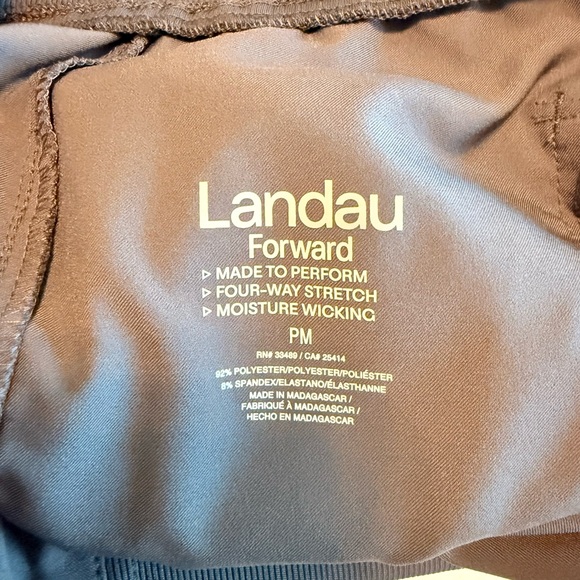 Landau
Forward
▷ MADE TO PERFORM
▷ FOUR-WAY STRETCH
▷ MOISTURE WICKING
PM
RN# 33489 / CA# 25414
92% POLYESTER/POLYESTER/POLIÉSTER
8% SPANDEX/ELASTANO/ÉLASTHANNE
MADE IN MADAGASCAR /
FABRIQUÉ À MADAGASCAR /
HECHO EN MADAGASCAR